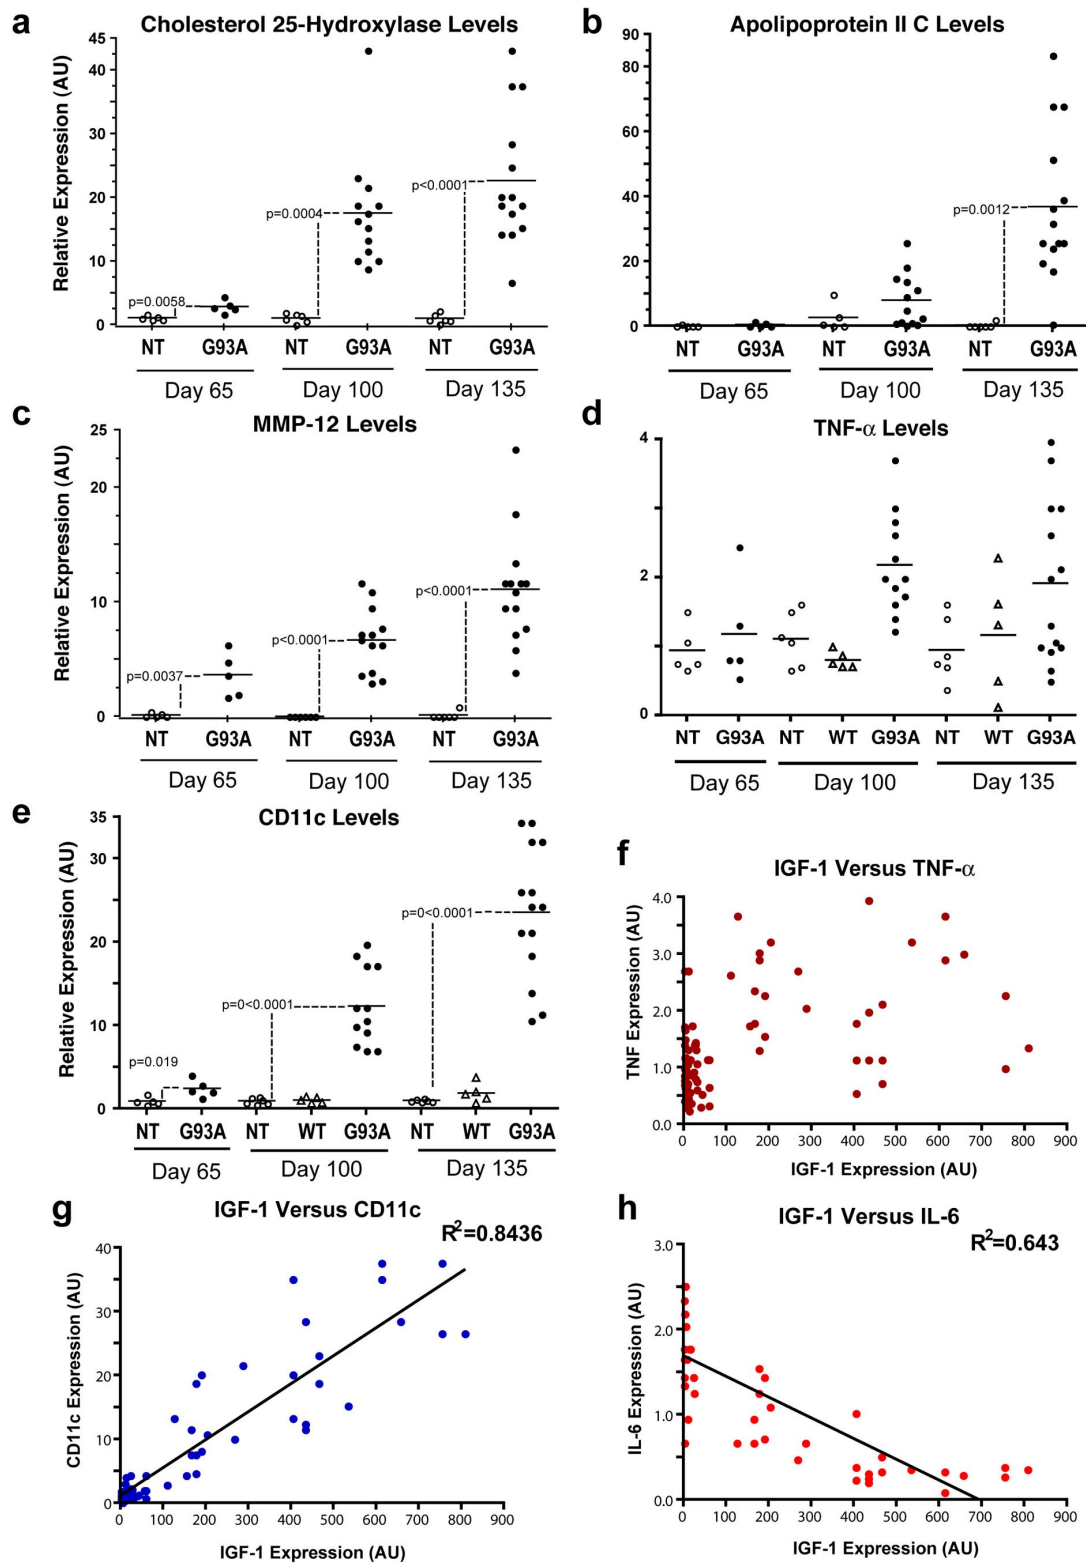 a
Cholesterol 25-Hydroxylase Levels
Relative Expression (AU)
45
40
30
20
10
0
p=0.0058
p=0.0004
p<0.0001
NT G93A NT G93A NT G93A
Day 65 Day 100 Day 135
b
Apolipoprotein II C Levels
90
80
60
40
20
0
p=0.0012
NT G93A NT G93A NT G93A
Day 65 Day 100 Day 135
c
MMP-12 Levels
Relative Expression (AU)
25
20
10
0
p=0.0037
p<0.0001
p<0.0001
NT G93A NT G93A NT G93A
Day 65 Day 100 Day 135
d
TNF-α Levels
4
2
0
NT G93A NT WT G93A NT WT G93A
Day 65 Day 100 Day 135
e
CD11c Levels
Relative Expression (AU)
35
30
20
10
0
p=0.019
p=0<0.0001
p=0<0.0001
NT G93A NT WT G93A NT WT G93A
Day 65 Day 100 Day 135
f
IGF-1 Versus TNF-α
TNF Expression (AU)
4.0
3.0
2.0
1.0
0.0
0 100 200 300 400 500 600 700 800 900
IGF-1 Expression (AU)
g
IGF-1 Versus CD11c
R²=0.8436
CD11c Expression (AU)
40
30
20
10
0
0 100 200 300 400 500 600 700 800 900
IGF-1 Expression (AU)
h
IGF-1 Versus IL-6
R²=0.643
IL-6 Expression (AU)
3.0
2.0
1.0
0.0
0 100 200 300 400 500 600 700 800 900
IGF-1 Expression (AU)